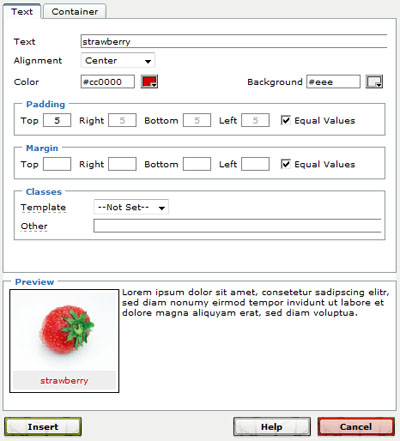 Text Container
Text strawberry
Alignment Center
Color #cc0000 Background #eee
Padding
Top 5 Right 5 Bottom 5 Left 5 Equal Values
Margin
Top Right Bottom Left Equal Values
Classes
Template --Not Set--
Other
Preview
Lorem ipsum dolor sit amet, consetetur sadipscing elitr,
sed diam nonumy eirmod tempor invidunt ut labore et
dolore magna aliquyam erat, sed diam voluptua.
strawberry
Insert Help Cancel